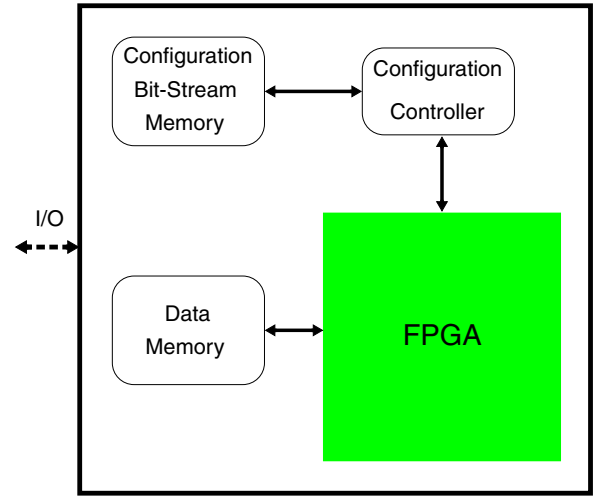 Configuration
Bit-Stream
Memory
Configuration
Controller
I/O
Data
Memory
FPGA